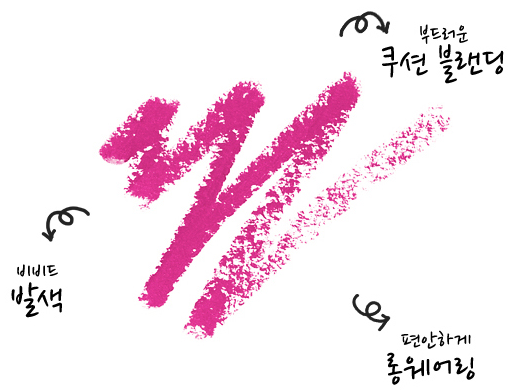 부드러운
쿠션 블랜딩
비비드
발색
편안하게
롱웨어링